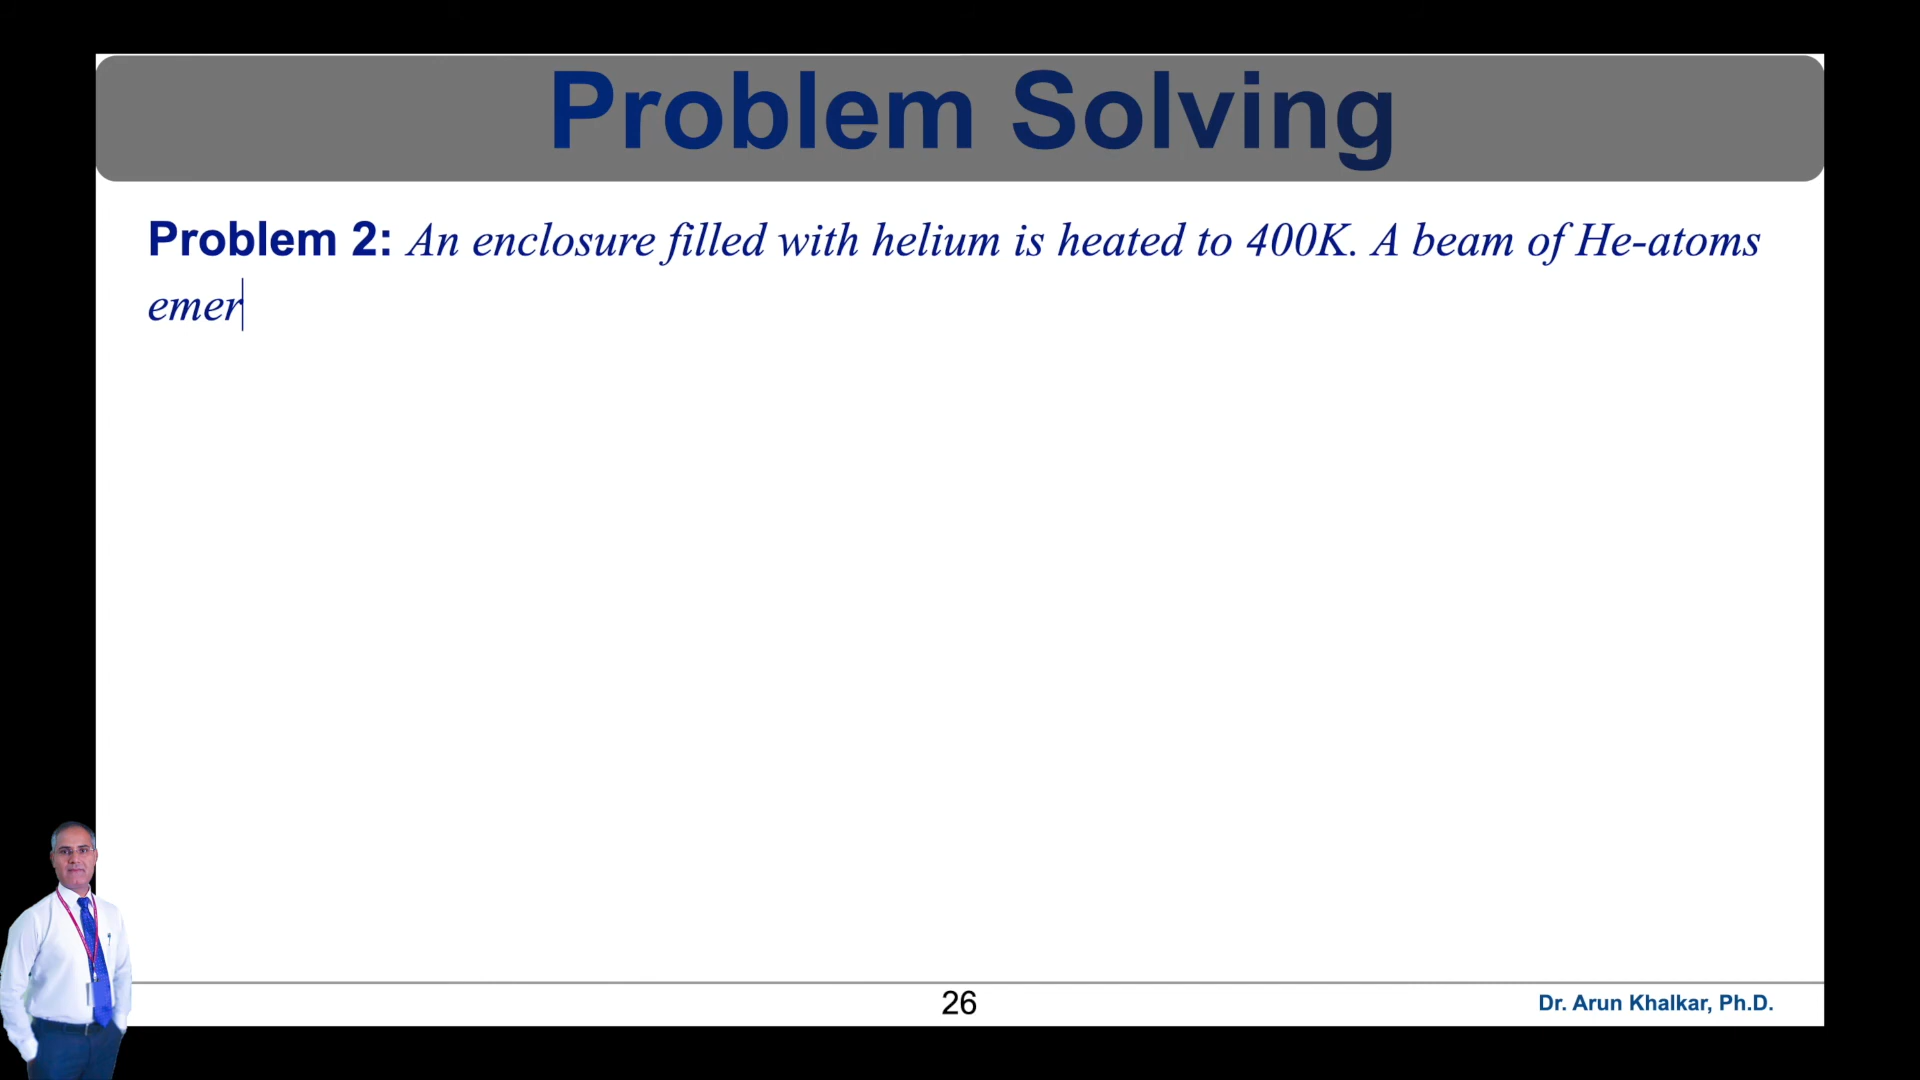 Problem Solving
Problem 2: An enclosure filled with helium is heated to 400K. A beam of He-atoms
emer
26
Dr. Arun Khalkar, Ph.D.